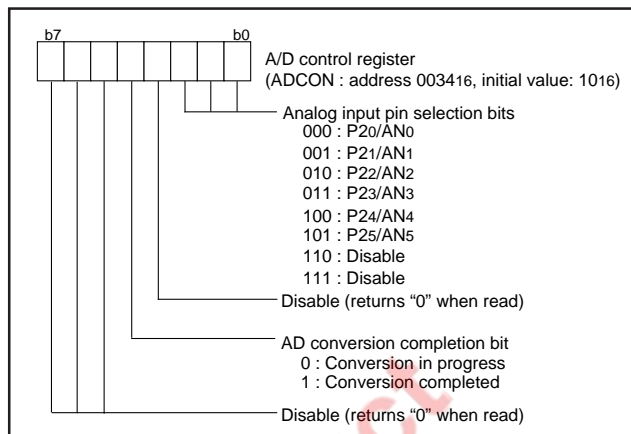 b7 b0
A/D control register
(ADCON : address 003416, initial value: 1016)
Analog input pin selection bits
000 : P20/AN0
001 : P21/AN1
010 : P22/AN2
011 : P23/AN3
100 : P24/AN4
101 : P25/AN5
110 : Disable
111 : Disable
Disable (returns “0” when read)
AD conversion completion bit
0 : Conversion in progress
1 : Conversion completed
Disable (returns “0” when read)
ct